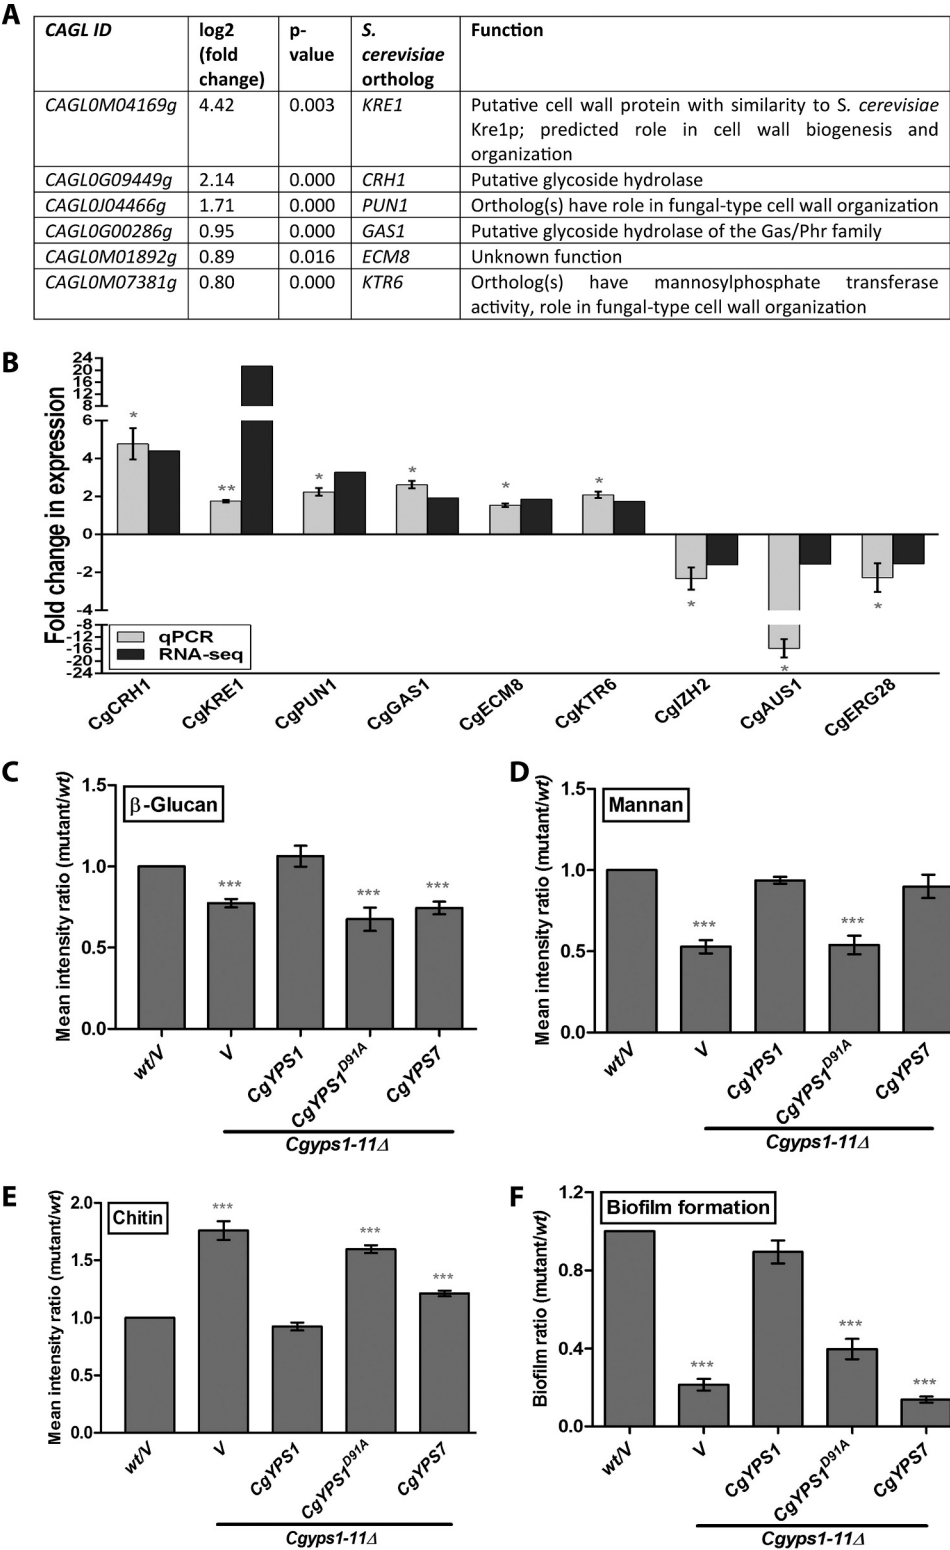 A
CAGL ID
log2 (fold change)
p-value
S. cerevisiae ortholog
Function
CAGL0M04169g 4.42 0.003 KRE1 Putative cell wall protein with similarity to S. cerevisiae
Kre1p; predicted role in cell wall biogenesis and
organization
CAGL0G09449g 2.14 0.000 CRH1 Putative glycoside hydrolase
CAGL0J04466g 1.71 0.000 PUN1 Ortholog(s) have role in fungal-type cell wall organization
CAGL0G00286g 0.95 0.000 GAS1 Putative glycoside hydrolase of the Gas/Phr family
CAGL0M01892g 0.89 0.016 ECM8 Unknown function
CAGL0M07381g 0.80 0.000 KTR6 Ortholog(s) have mannosylphosphate transferase
activity, role in fungal-type cell wall organization
B
Fold change in expression
24
20
16
12
8
6
4
2
0
-2
-4
-8
-12
-16
-20
-24
* ** * * * * * * *
qPCR
RNA-seq
CgCRH1 CgKRE1 CgPUN1 CgGAS1 CgECM8 CgKTR6 CgIZH2 CgAUS1 CgERG28
C
Mean intensity ratio (mutant/wt)
1.5
1.0
0.5
0.0
β-Glucan
*** *** ***
wt/V V CgYPS1 CgYPS1D91A CgYPS7
Cgyps1-11Δ
D
Mean intensity ratio (mutant/wt)
1.5
1.0
0.5
0.0
Mannan
*** ***
wt/V V CgYPS1 CgYPS1D91A CgYPS7
Cgyps1-11Δ
E
Mean intensity ratio (mutant/wt)
2.0
1.5
1.0
0.5
0.0
Chitin
*** *** ***
wt/V V CgYPS1 CgYPS1D91A CgYPS7
Cgyps1-11Δ
F
Biofilm ratio (mutant/wt)
1.2
0.8
0.4
0.0
Biofilm formation
*** *** ***
wt/V V CgYPS1 CgYPS1D91A CgYPS7
Cgyps1-11Δ